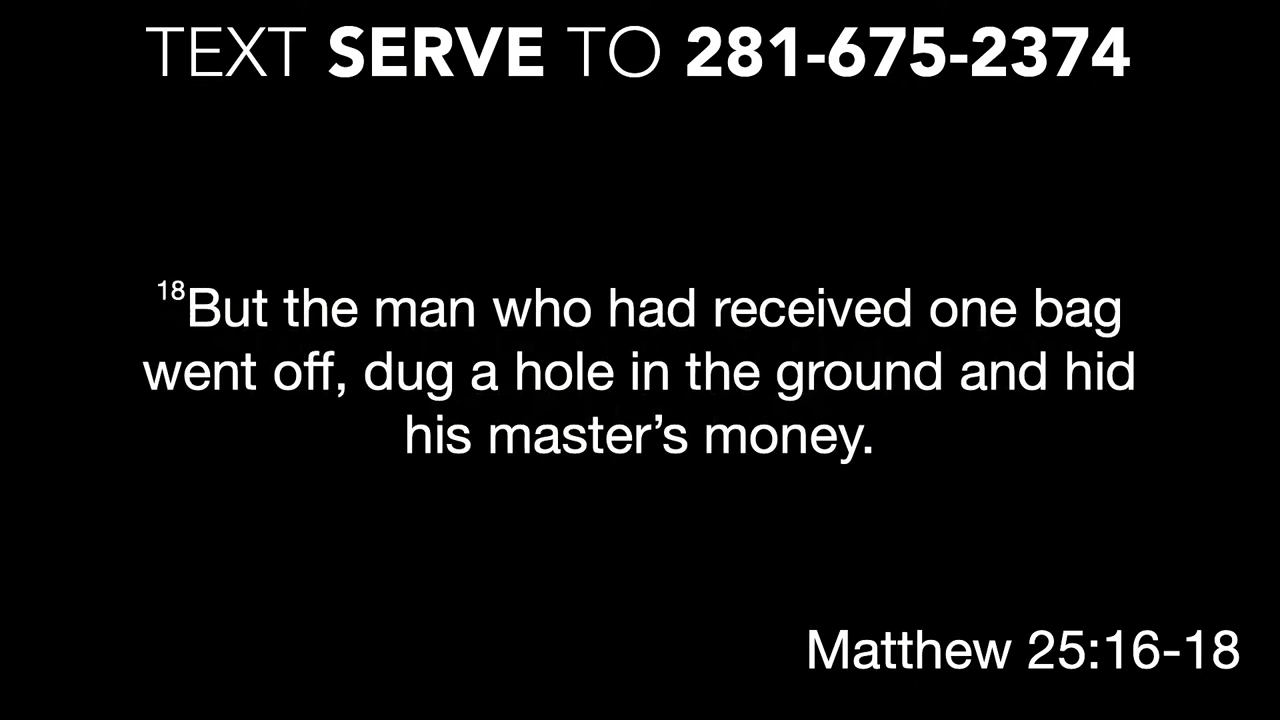 TEXT SERVE TO 281-675-2374
18But the man who had received one bag
went off, dug a hole in the ground and hid
his master’s money.
Matthew 25:16-18